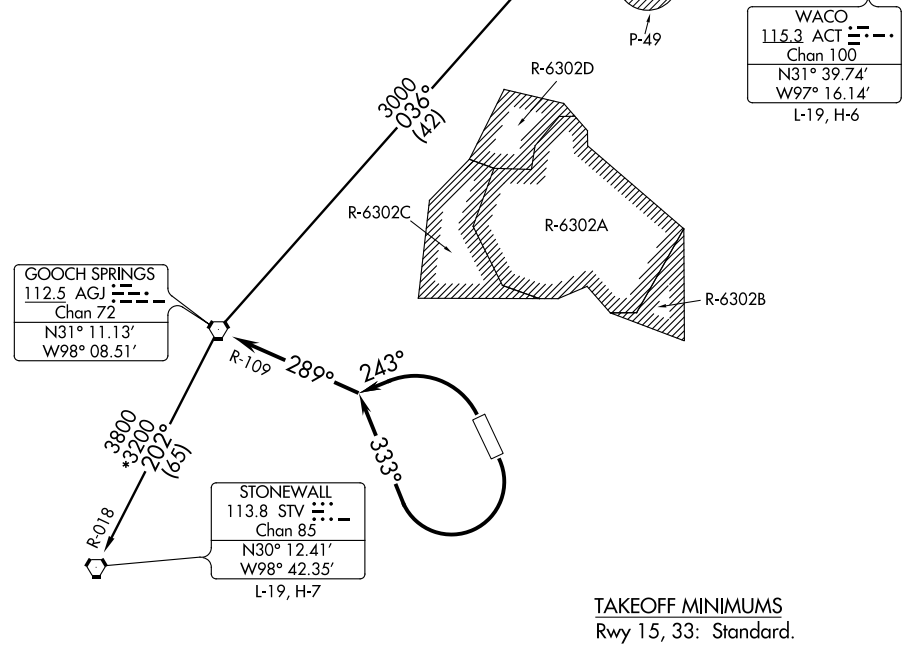 P-49
WACO
115.3 ACT
Chan 100
N31° 39.74'
W97° 16.14'
L-19, H-6
R-6302D
3000
036°
(42)
R-6302C
R-6302A
R-6302B
GOOCH SPRINGS
112.5 AGJ
Chan 72
N31° 11.13'
W98° 08.51'
R-109
289°
243°
333°
3800
*3200
202°
(65)
R-018
STONEWALL
113.8 STV
Chan 85
N30° 12.41'
W98° 42.35'
L-19, H-7
TAKEOFF MINIMUMS
Rwy 15, 33: Standard.